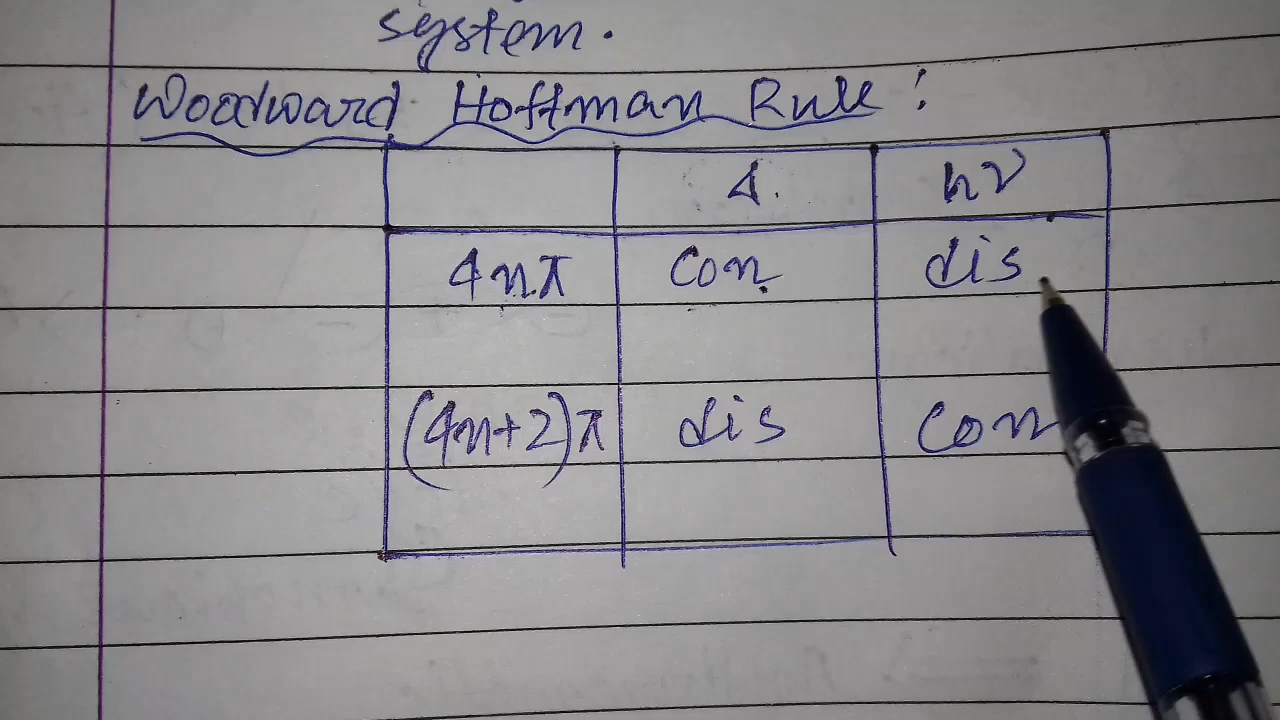 system.
Woodward Hoffman Rule:
Δ. hν
4nπ con dis
(4n+2)π dis con